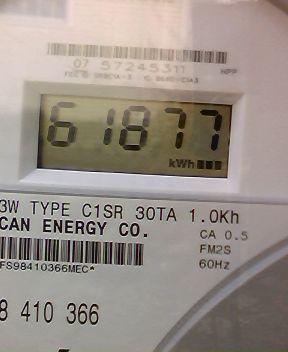 07 57245311
61877
kWh
3W TYPE C1SR 30TA 1.0Kh
CAN ENERGY CO.
CA 0.5
FM2S
60Hz
FS98410366MEC*
8 410 366